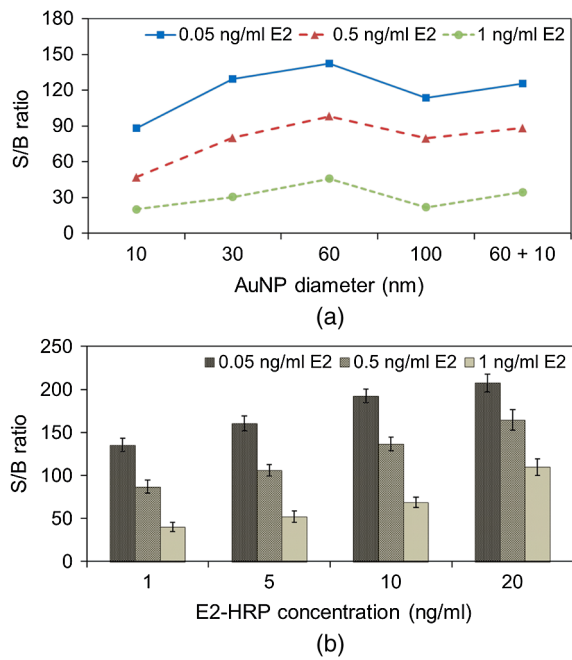 180
150
120
90
60
30
0
S/B ratio
0.05 ng/ml E2 0.5 ng/ml E2 1 ng/ml E2
10 30 60 100 60 + 10
AuNP diameter (nm)
(a)
250
200
150
100
50
0
S/B ratio
0.05 ng/ml E2 0.5 ng/ml E2 1 ng/ml E2
1 5 10 20
E2-HRP concentration (ng/ml)
(b)